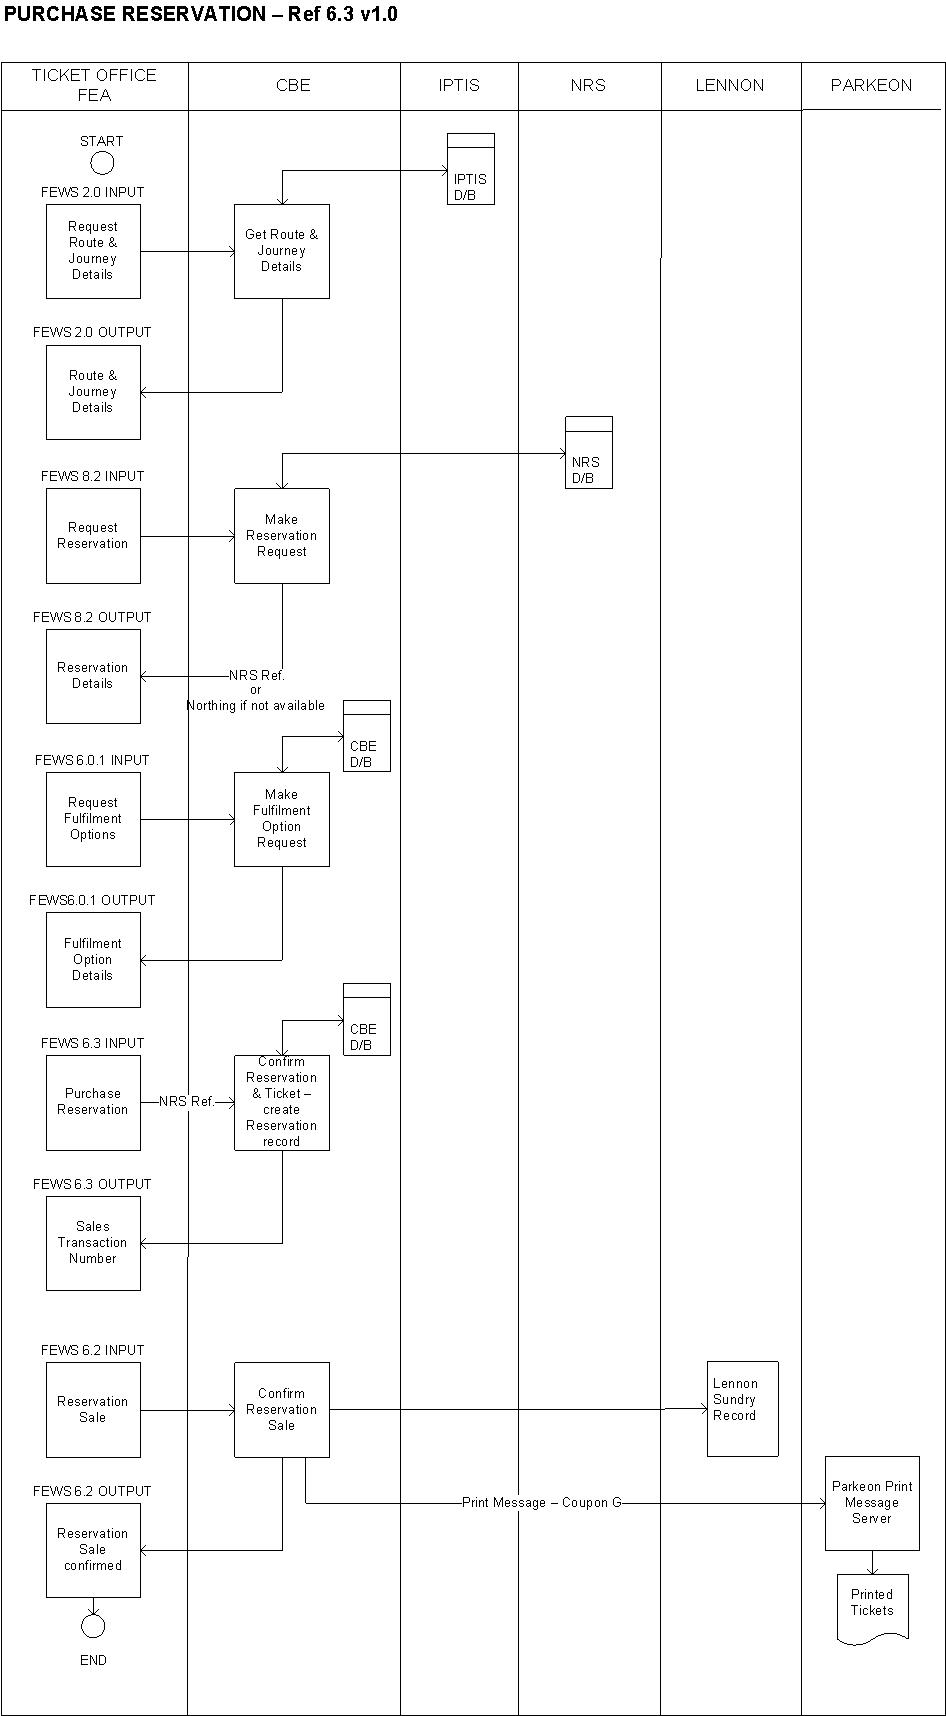 PURCHASE RESERVATION – Ref 6.3 v1.0
TICKET OFFICE
FEA
CBE
IPTIS
NRS
LENNON
PARKEON
START
FEWS 2.0 INPUT
Request
Route &
Journey
Details
Get Route &
Journey
Details
IPTIS
D/B
FEWS 2.0 OUTPUT
Route &
Journey
Details
NRS
D/B
FEWS 8.2 INPUT
Request
Reservation
Make
Reservation
Request
FEWS 8.2 OUTPUT
Reservation
Details
NRS Ref.
or
Northing if not available
CBE
D/B
FEWS 6.0.1 INPUT
Request
Fulfilment
Options
Make
Fulfilment
Option
Request
FEWS6.0.1 OUTPUT
Fulfilment
Option
Details
CBE
D/B
FEWS 6.3 INPUT
Purchase
Reservation
NRS Ref.
Confirm
Reservation
& Ticket –
create
Reservation
record
FEWS 6.3 OUTPUT
Sales
Transaction
Number
FEWS 6.2 INPUT
Reservation
Sale
Confirm
Reservation
Sale
Lennon
Sundry
Record
FEWS 6.2 OUTPUT
Reservation
Sale
confirmed
Print Message – Coupon G
Parkeon Print
Message
Server
Printed
Tickets
END